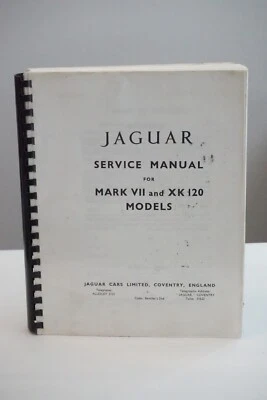 JAGUAR
SERVICE MANUAL
FOR
MARK VII and XK 120
MODELS
JAGUAR CARS LIMITED, COVENTRY, ENGLAND